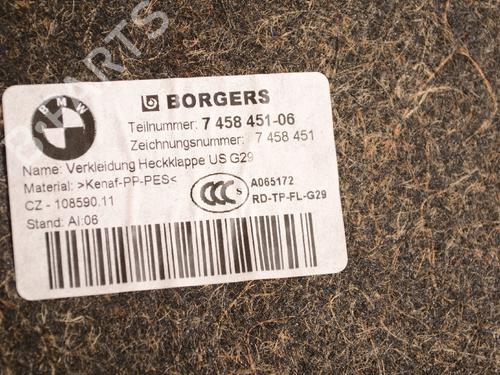 BMW
BORGERS
Teilnummer: 7 458 451-06
Zeichnungsnummer: 7 458 451
Name: Verkleidung Heckklappe US G29
Material: >Kenaf-PP-PES<
CZ - 108590.11
Stand: AI:06
CCC S
A065172
RD-TP-FL-G29
PARTS